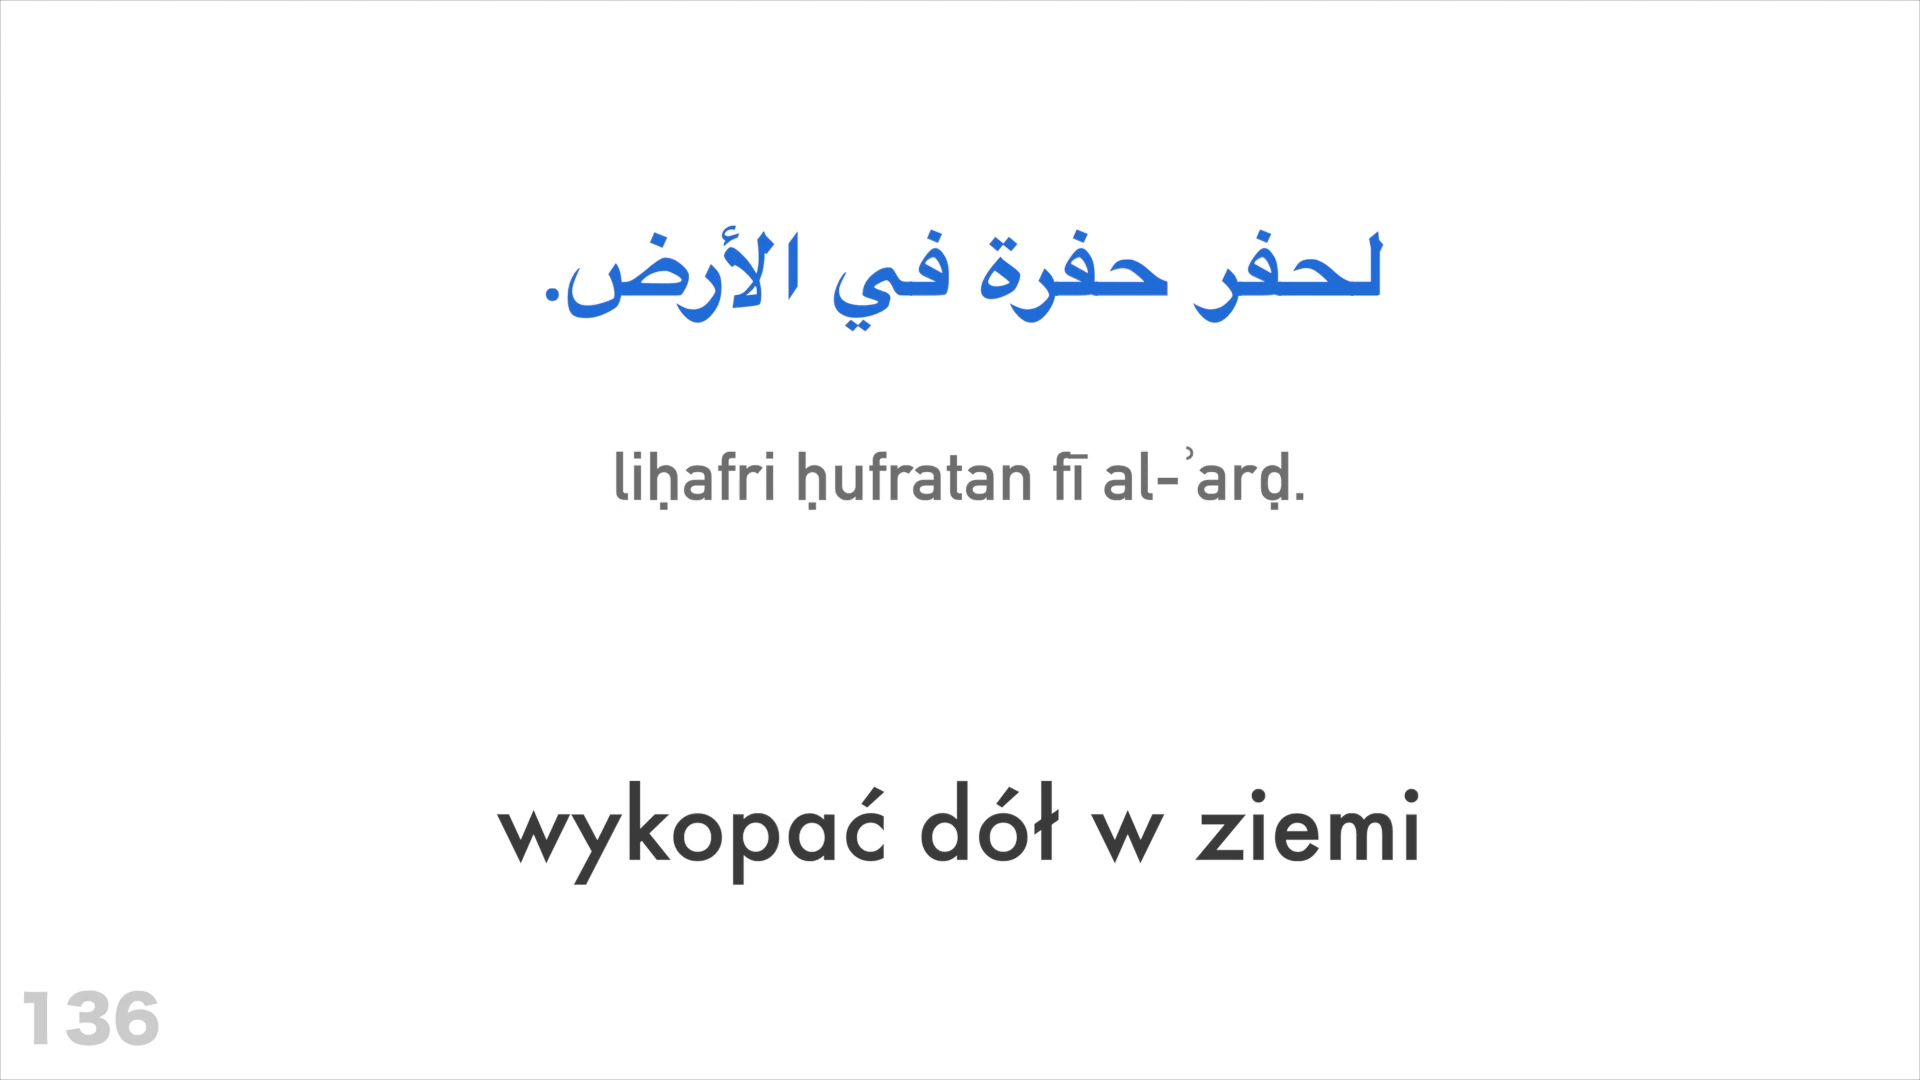 لحفر حفرة في الأرض.
liḥafri ḥufratan fī al-ʾarḍ.
wykopać dół w ziemi
136